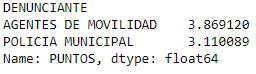 DENUNCIANTE
AGENTES DE MOVILIDAD    3.869120
POLICIA MUNICIPAL       3.110089
Name: PUNTOS, dtype: float64